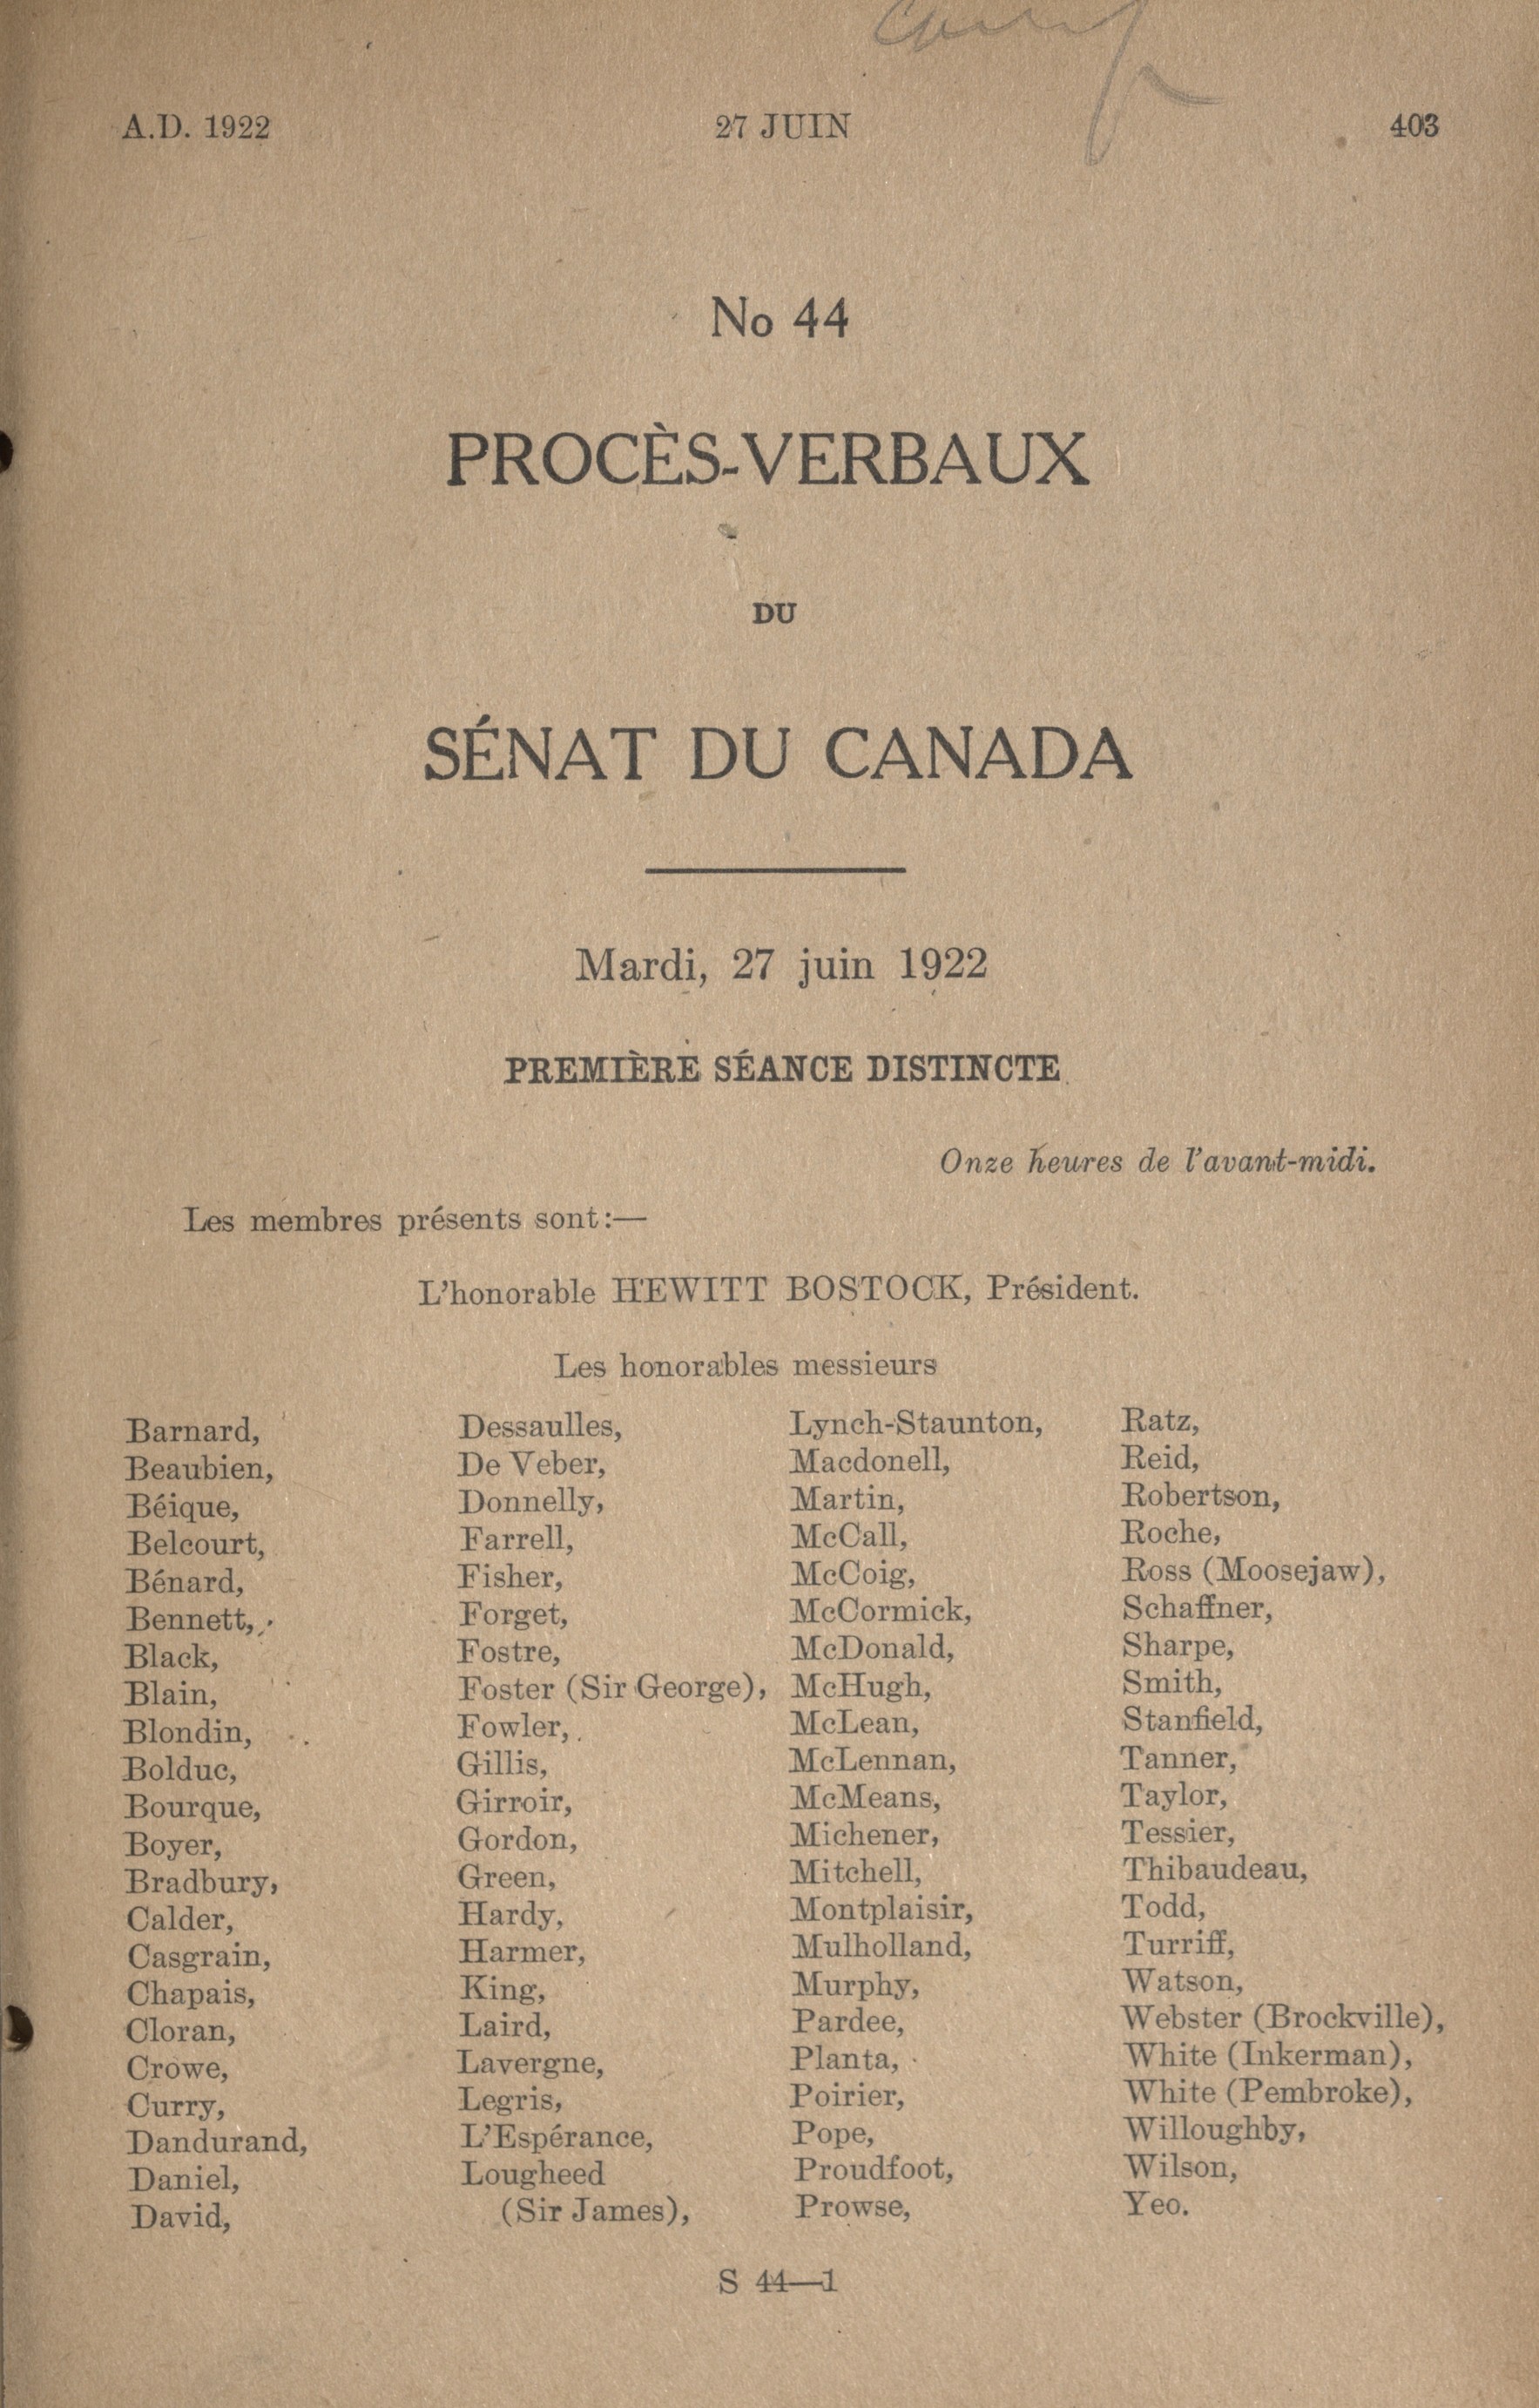 A.D. 1922 27 JUIN 403
No 44
PROCÈS-VERBAUX
DU
SÉNAT DU CANADA
Mardi, 27 juin 1922
PREMIÈRE SÉANCE DISTINCTE
Onze heures de l'avant-midi.
Les membres présents sont:—
L'honorable HEWITT BOSTOCK, Président.
Les honorables messieurs
Barnard,
Beaubien,
Béique,
Belcourt,
Bénard,
Bennett,
Black,
Blain,
Blondin,
Bolduc,
Bourque,
Boyer,
Bradbury,
Calder,
Casgrain,
Chapais,
Cloran,
Crowe,
Curry,
Dandurand,
Daniel,
David,
Dessaulles,
De Veber,
Donnelly,
Farrell,
Fisher,
Forget,
Fostre,
Foster (Sir George),
Fowler,
Gillis,
Girroir,
Gordon,
Green,
Hardy,
Harmer,
King,
Laird,
Lavergne,
Legris,
L'Espérance,
Lougheed
(Sir James),
Lynch-Staunton,
Macdonell,
Martin,
McCall,
McCoig,
McCormick,
McDonald,
McHugh,
McLean,
McLennan,
McMeans,
Michener,
Mitchell,
Montplaisir,
Mulholland,
Murphy,
Pardee,
Planta,
Poirier,
Pope,
Proudfoot,
Prowse,
Ratz,
Reid,
Robertson,
Roche,
Ross (Moosejaw),
Schaffner,
Sharpe,
Smith,
Stanfield,
Tanner,
Taylor,
Tessier,
Thibaudeau,
Todd,
Turriff,
Watson,
Webster (Brockville),
White (Inkerman),
White (Pembroke),
Willoughby,
Wilson,
Yeo.
S 44—1